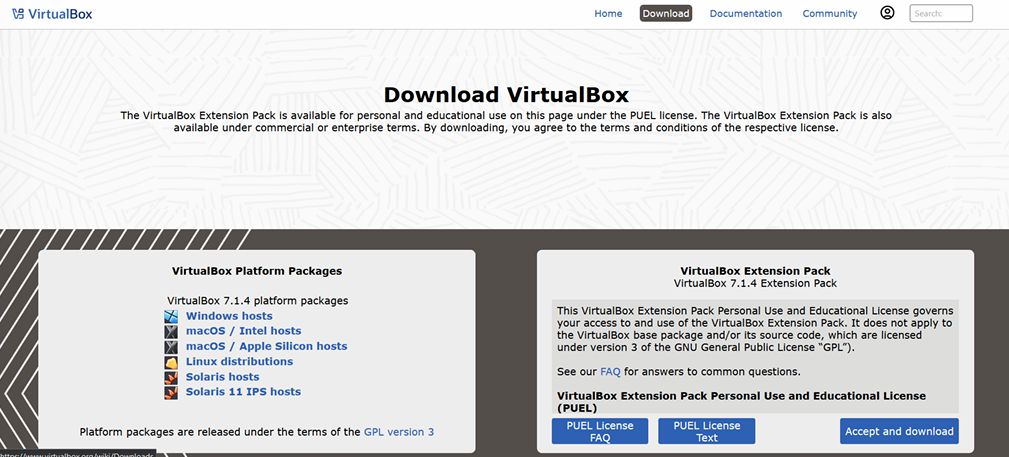 VirtualBox
Home
Download
Documentation
Community
Search:
Download VirtualBox
The VirtualBox Extension Pack is available for personal and educational use on this page under the PUEL license. The VirtualBox Extension Pack is also
available under commercial or enterprise terms. By downloading, you agree to the terms and conditions of the respective license.
VirtualBox Platform Packages
VirtualBox 7.1.4 platform packages
Windows hosts
macOS / Intel hosts
macOS / Apple Silicon hosts
Linux distributions
Solaris hosts
Solaris 11 IPS hosts
Platform packages are released under the terms of the GPL version 3
VirtualBox Extension Pack
VirtualBox 7.1.4 Extension Pack
This VirtualBox Extension Pack Personal Use and Educational License governs
your access to and use of the VirtualBox Extension Pack. It does not apply to
the VirtualBox base package and/or its source code, which are licensed
under version 3 of the GNU General Public License “GPL”).
See our FAQ for answers to common questions.
VirtualBox Extension Pack Personal Use and Educational License
(PUEL)
PUEL License
FAQ
PUEL License
Text
Accept and download
https://www.virtualbox.org/wiki/Downloads